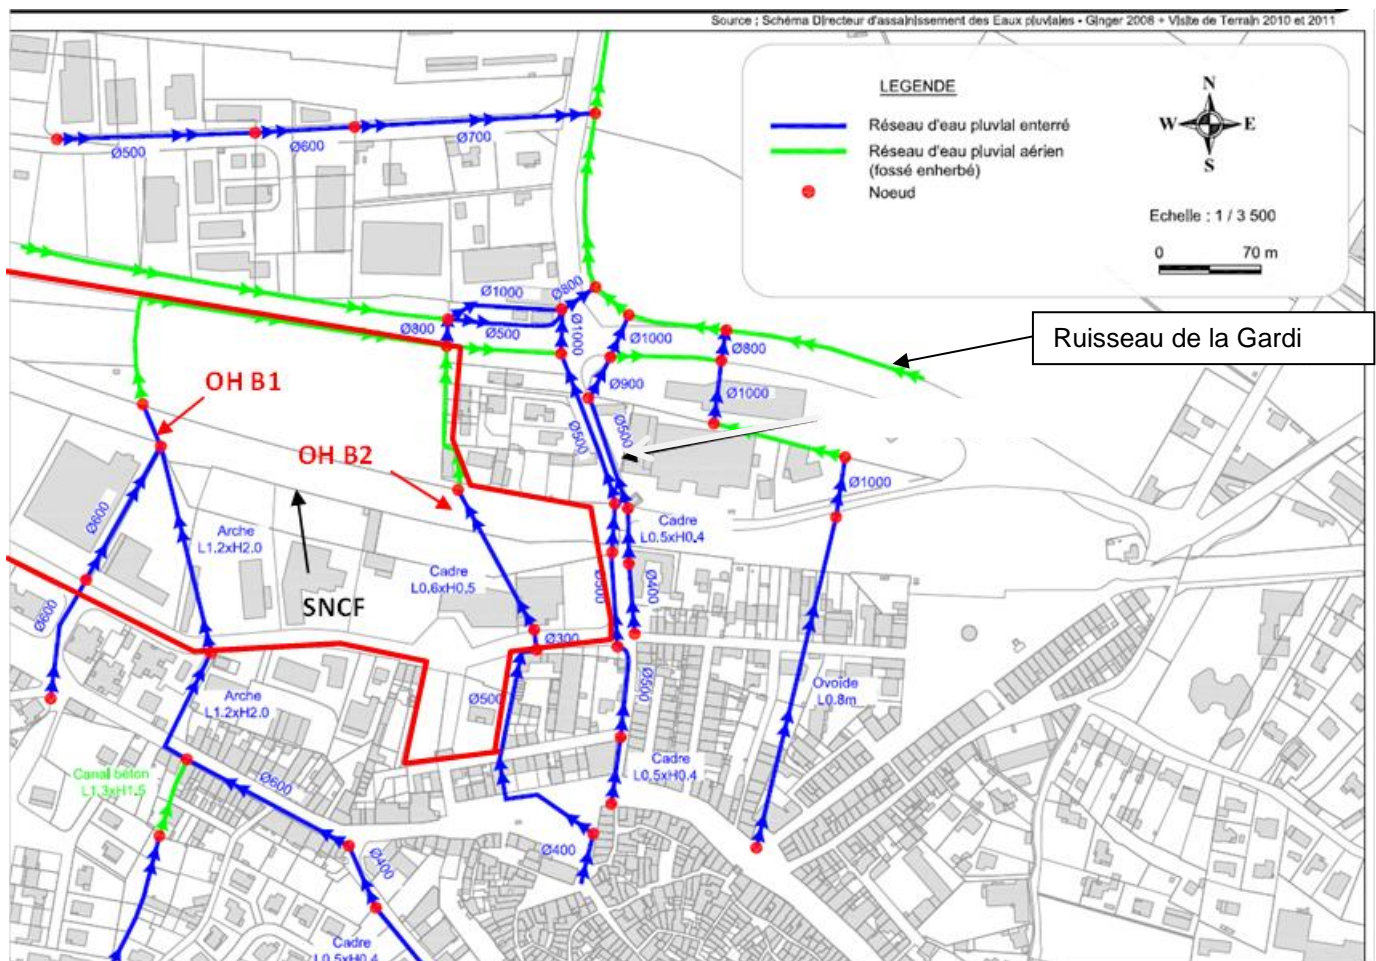 Source ; Schéma Directeur d'assainissement des Eaux pluviales - Ginger 2008 + Visite de Terrain 2010 et 2011
LEGENDE
Réseau d'eau pluvial enterré
Réseau d'eau pluvial aérien
(fossé enherbé)
Noeud
N
W
E
S
Echelle : 1 / 3 500
0
70 m
Ø500
Ø600
Ø700
Ø1000
Ø800
Ø800
Ø500
Ø1000
Ø1000
Ø800
Ruisseau de la Gardi
Ø900
Ø1000
OH B1
OH B2
Ø500
Ø500
Ø1000
Ø600
Arche
L1.2xH2.0
Cadre
L0.5xH0.4
SNCF
Cadre
L0.6xH0.5
Ø400
Ø600
Ø300
Ø500
Ø500
Arche
L1.2xH2.0
Ovoïde
L0.8m
Canal béton
L1.3xH1.5
Ø600
Cadre
L0.5xH0.4
Ø400
Ø400
Cadre
L0.5xH0.4